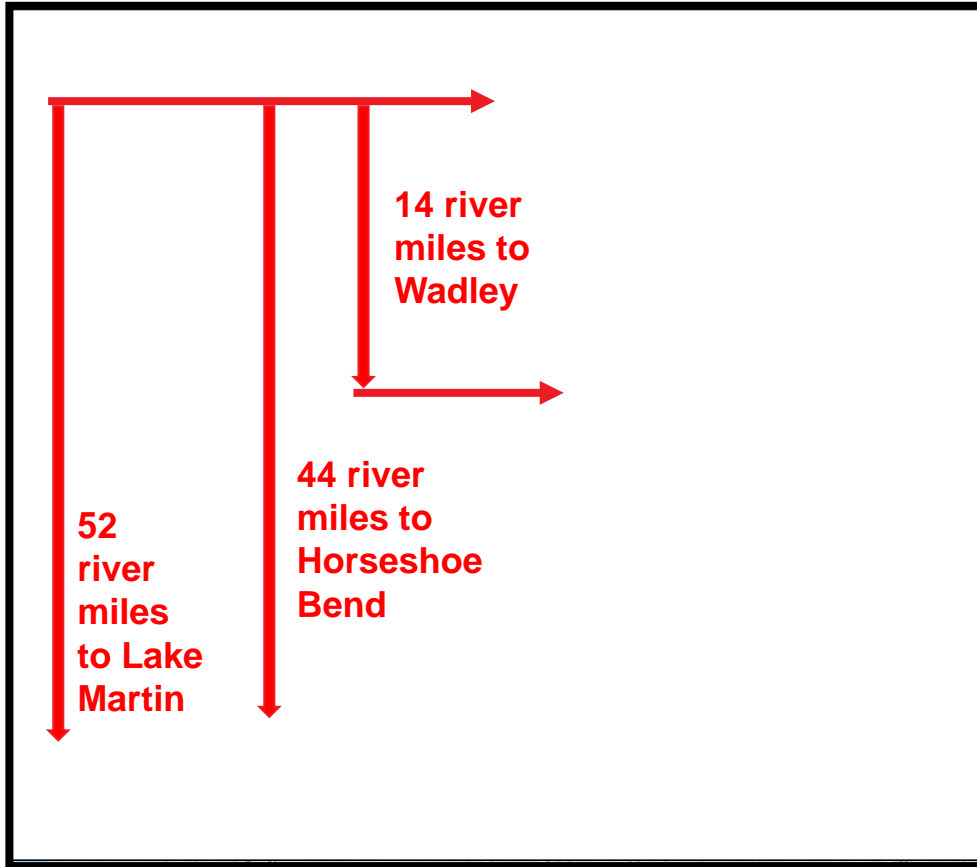 14 river
miles to
Wadley
44 river
miles to
Horseshoe
Bend
52
river
miles
to Lake
Martin